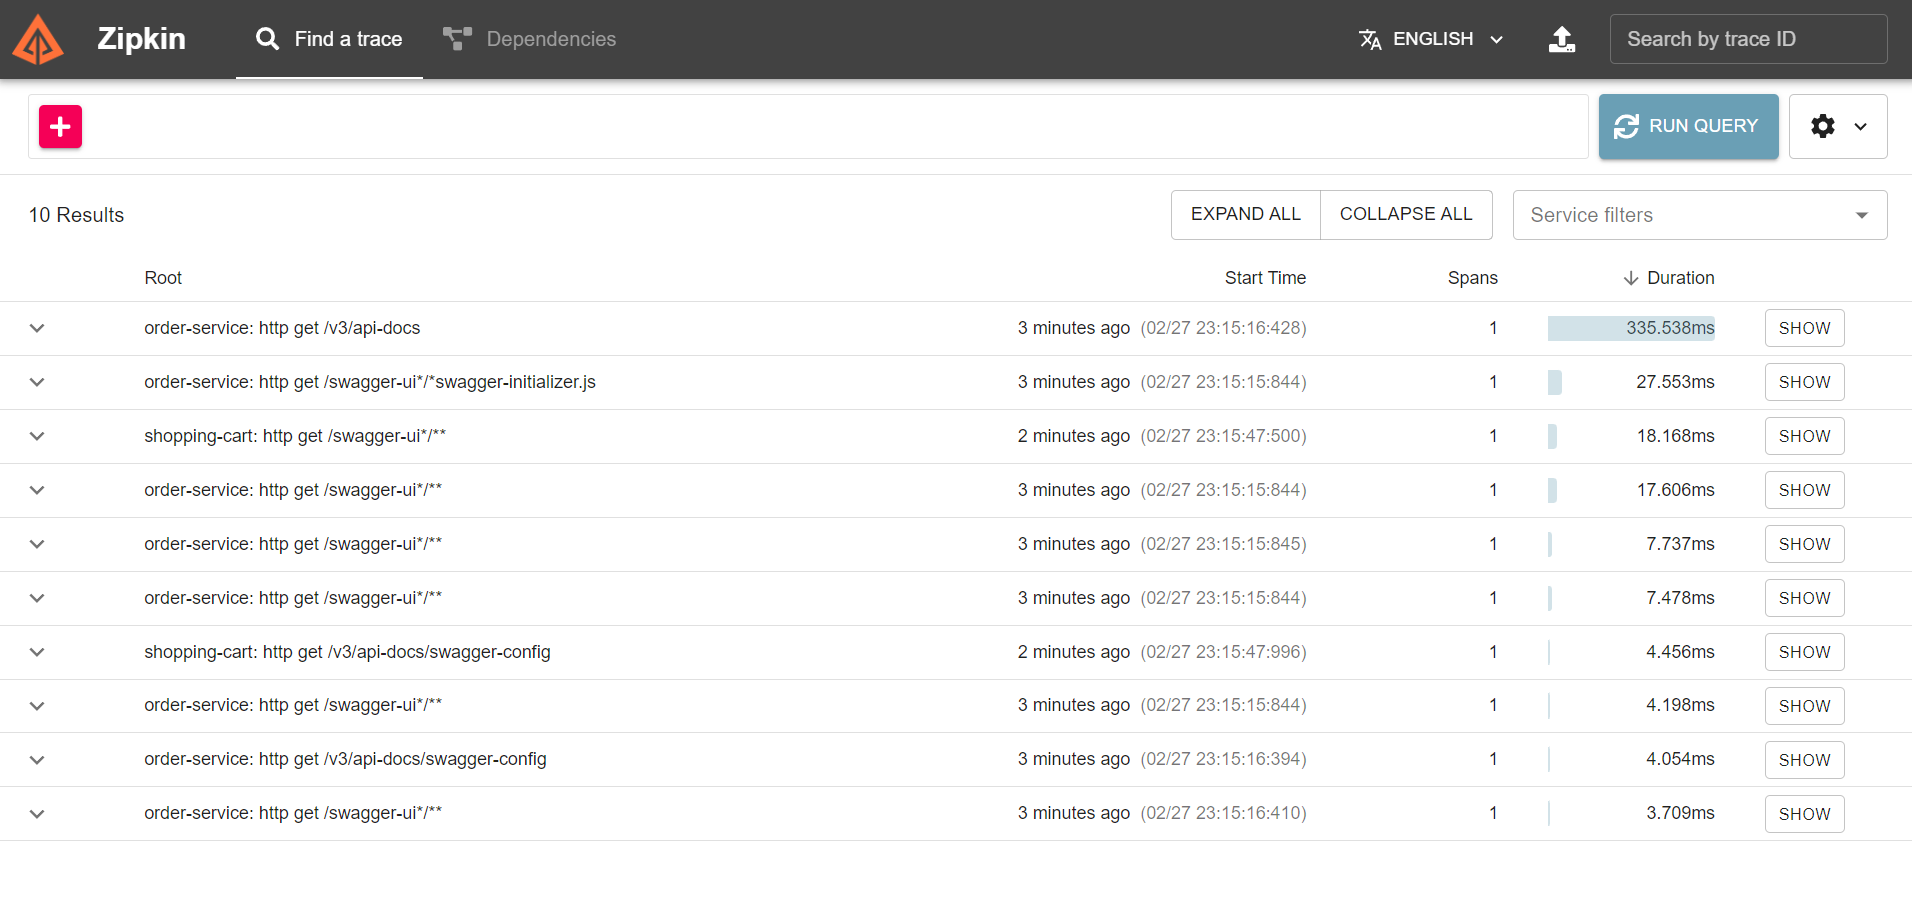 Zipkin Find a trace Dependencies ENGLISH Search by trace ID
RUN QUERY
10 Results EXPAND ALL COLLAPSE ALL Service filters
Root Start Time Spans Duration
order-service: http get /v3/api-docs 3 minutes ago (02/27 23:15:16:428) 1 335.538ms SHOW
order-service: http get /swagger-ui*/*swagger-initializer.js 3 minutes ago (02/27 23:15:15:844) 1 27.553ms SHOW
shopping-cart: http get /swagger-ui*/** 2 minutes ago (02/27 23:15:47:500) 1 18.168ms SHOW
order-service: http get /swagger-ui*/** 3 minutes ago (02/27 23:15:15:844) 1 17.606ms SHOW
order-service: http get /swagger-ui*/** 3 minutes ago (02/27 23:15:15:845) 1 7.737ms SHOW
order-service: http get /swagger-ui*/** 3 minutes ago (02/27 23:15:15:844) 1 7.478ms SHOW
shopping-cart: http get /v3/api-docs/swagger-config 2 minutes ago (02/27 23:15:47:996) 1 4.456ms SHOW
order-service: http get /swagger-ui*/** 3 minutes ago (02/27 23:15:15:844) 1 4.198ms SHOW
order-service: http get /v3/api-docs/swagger-config 3 minutes ago (02/27 23:15:16:394) 1 4.054ms SHOW
order-service: http get /swagger-ui*/** 3 minutes ago (02/27 23:15:16:410) 1 3.709ms SHOW